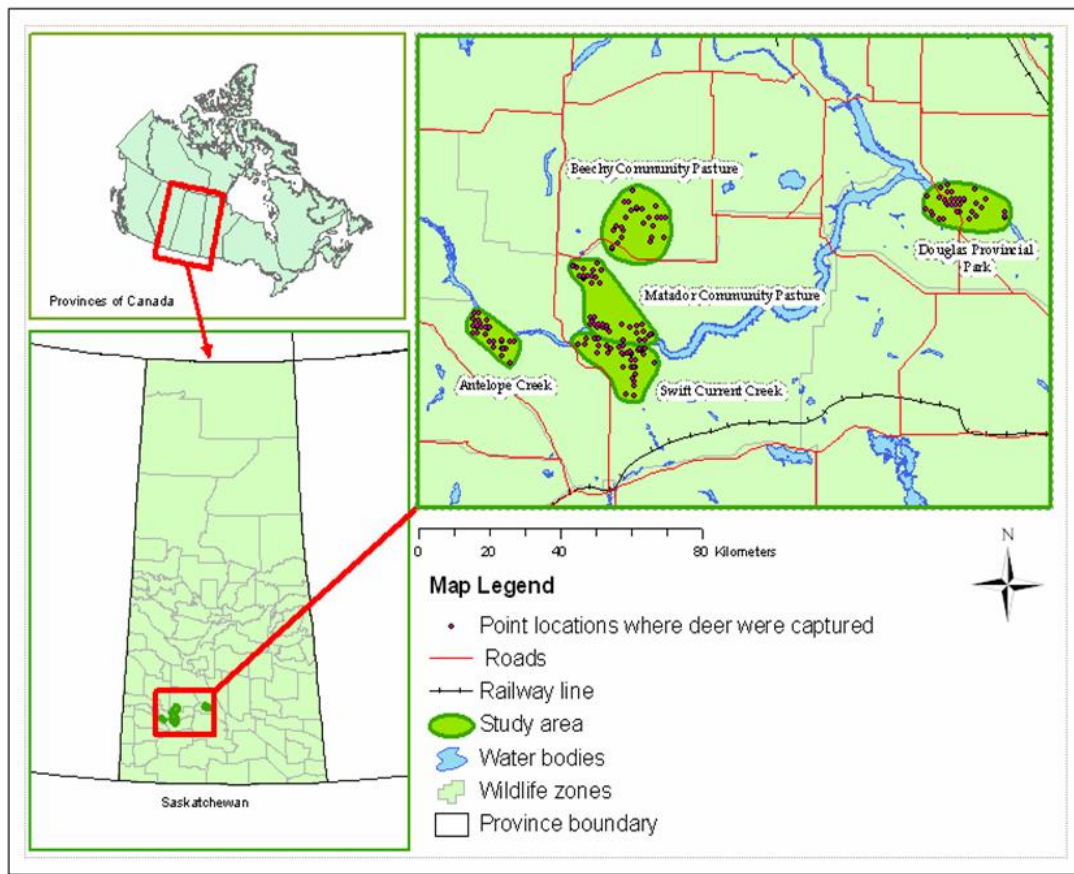 Provinces of Canada
Beechy Community Pasture
Douglas Provincial
Park
Matador Community Pasture
Antelope Creek
Swift Current Creek
Saskatchewan
0 20 40 80 Kilometers
N
Map Legend
Point locations where deer were captured
Roads
Railway line
Study area
Water bodies
Wildlife zones
Province boundary